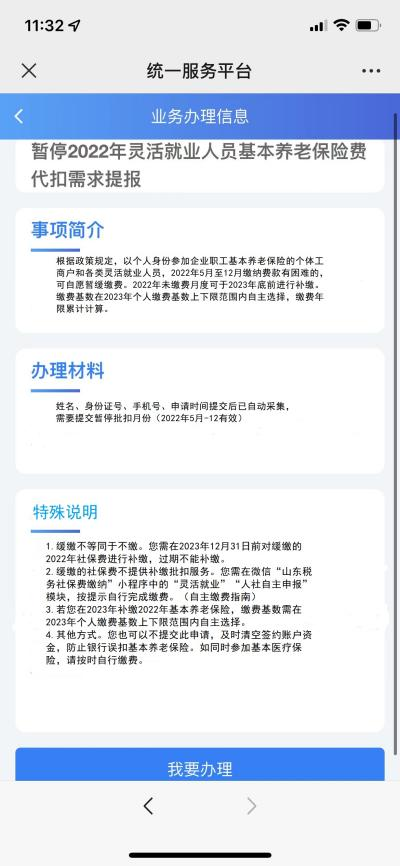 11:32
统一服务平台
业务办理信息
暂停2022年灵活就业人员基本养老保险费
代扣需求提报
事项简介
根据政策规定，以个人身份参加企业职工基本养老保险的个体工
商户和各类灵活就业人员，2022年5月至12月缴纳费款有困难的，
可自愿暂缓缴费。2022年未缴费月度可于2023年底前进行补缴。
缴费基数在2023年个人缴费基数上下限范围内自主选择，缴费年
限累计计算。
办理材料
姓名、身份证号、手机号、申请时间提交后已自动采集，
需要提交暂停批扣月份（2022年5月-12有效）
特殊说明
1.缓缴不等同于不缴。您需在2023年12月31日前对缓缴的
2022年社保费进行补缴，过期不能补缴。
2.缓缴的社保费不提供补缴批扣服务。您需在微信“山东税
务社保费缴纳”小程序中的“灵活就业”“人社自主申报”
模块，按提示自行完成缴费。（自主缴费指南）
3.若您在2023年补缴2022年基本养老保险，缴费基数需在
2023年个人缴费基数上下限范围内自主选择。
4.其他方式。您也可以不提交此申请，及时清空签约账户资
金，防止银行误扣基本养老保险。如同时参加基本医疗保
险，请按时自行缴费。
我要办理